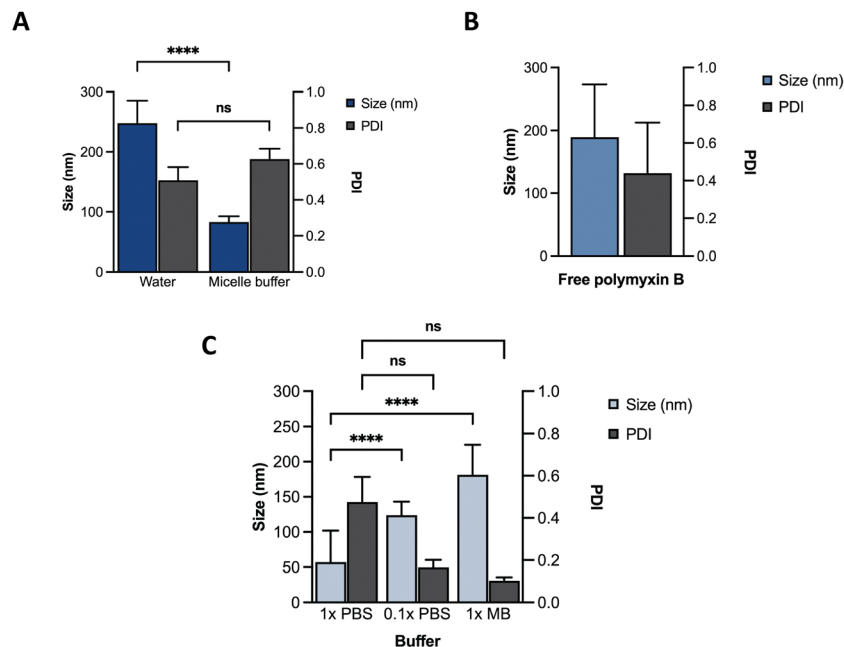 A
****
ns
Size (nm)
PDI
300
200
100
0
Size (nm)
1.0
0.8
0.6
0.4
0.2
0.0
PDI
Water
Micelle buffer
B
Size (nm)
PDI
300
200
100
0
Size (nm)
1.0
0.8
0.6
0.4
0.2
0.0
PDI
Free polymyxin B
C
ns
ns
****
****
Size (nm)
PDI
300
250
200
150
100
50
0
Size (nm)
1.0
0.8
0.6
0.4
0.2
0.0
PDI
1x PBS
0.1x PBS
1x MB
Buffer